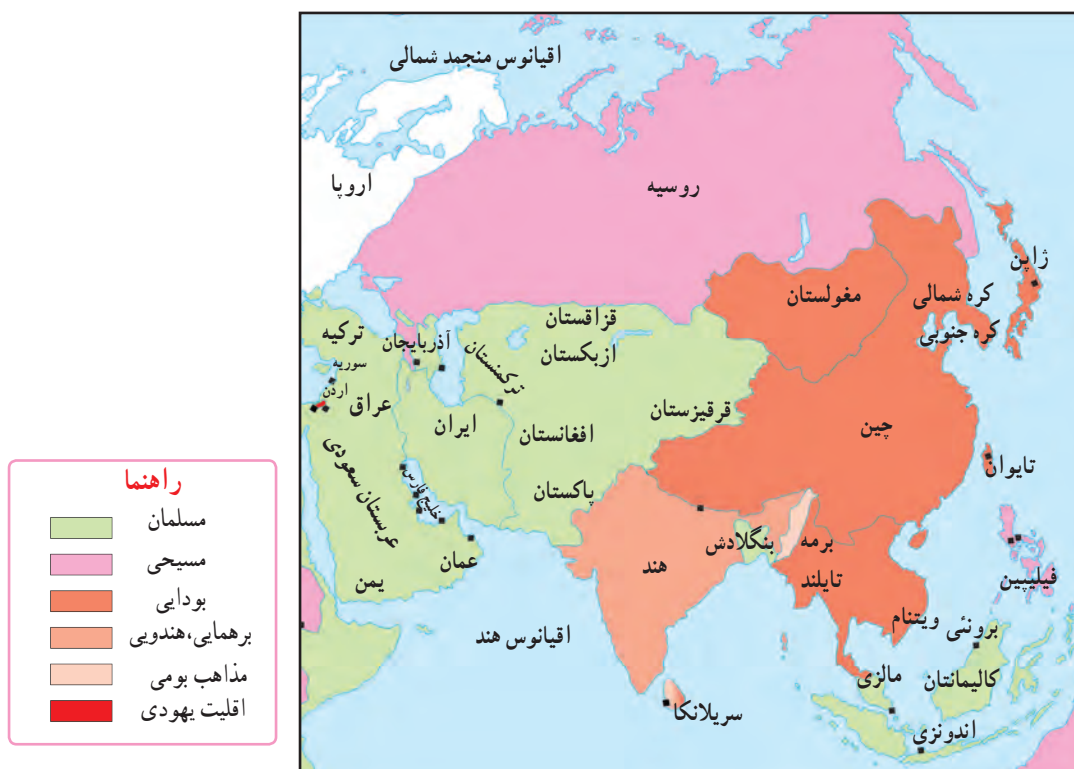 اقیانوس منجمد شمالی
اروپا
روسیه
ژاپن
مغولستان
کره شمالی
کره جنوبی
قزاقستان
ازبکستان
ترکیه
آذربایجان
سوریه
ترکمنستان
اردن
عراق
ایران
افغانستان
قرقیزستان
چین
تایوان
پاکستان
خلیج فارس
عربستان سعودی
عمان
یمن
هند
بنگلادش
برمه
تایلند
فیلیپین
ویتنام
برونئی
اقیانوس هند
مالزی
کالیمانتان
سریلانکا
اندونزی
راهنما
مسلمان
مسیحی
بودایی
برهمایی،هندویی
مذاهب بومی
اقلیت یهودی